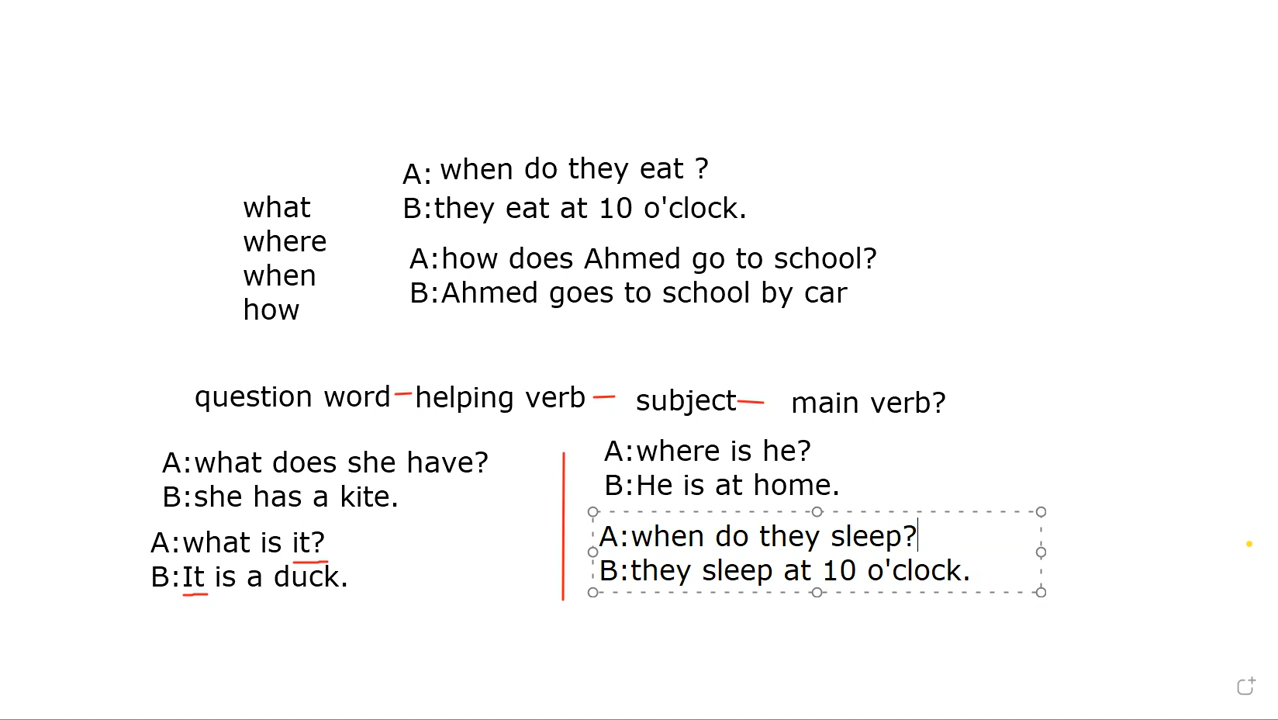 A: when do they eat ?
B:they eat at 10 o'clock.
what
where
when
how
A:how does Ahmed go to school?
B:Ahmed goes to school by car
question word helping verb subject main verb?
A:what does she have?
B:she has a kite.
A:what is it?
B:It is a duck.
A:where is he?
B:He is at home.
A:when do they sleep?
B:they sleep at 10 o'clock.